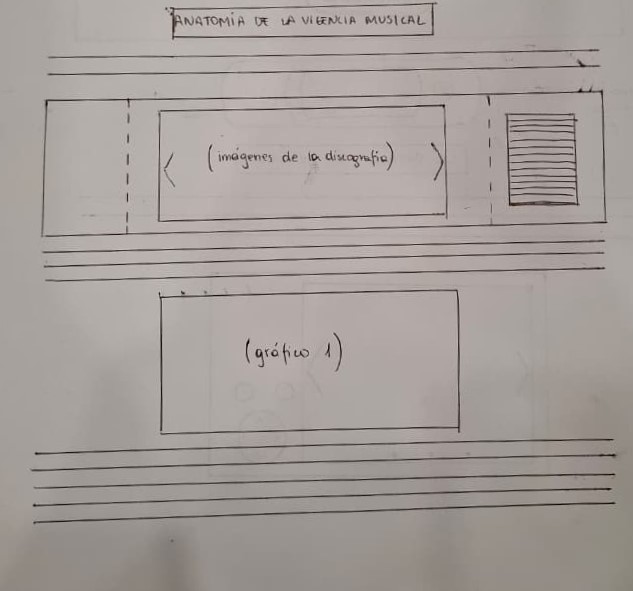 ANATOMÍA DE LA VIGENCIA MUSICAL
(imágenes de la discografía)
(gráfico 1)